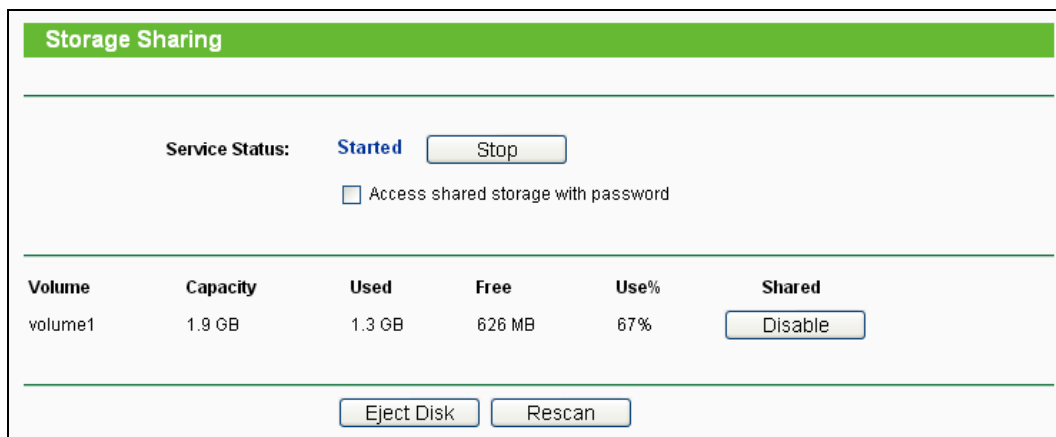 Storage Sharing
Service Status: Started Stop
Access shared storage with password
Volume Capacity Used Free Use% Shared
volume1 1.9 GB 1.3 GB 626 MB 67% Disable
Eject Disk Rescan